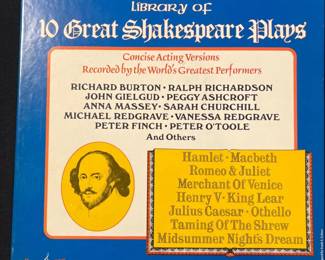 Library of
10 Great Shakespeare Plays
Concise Acting Versions
Recorded by the World's Greatest Performers
RICHARD BURTON • RALPH RICHARDSON
JOHN GIELGUD • PEGGY ASHCROFT
ANNA MASSEY • SARAH CHURCHILL
MICHAEL REDGRAVE • VANESSA REDGRAVE
PETER FINCH • PETER O'TOOLE
And Others
Hamlet • Macbeth
Romeo & Juliet
Merchant Of Venice
Henry V • King Lear
Julius Caesar • Othello
Taming Of The Shrew
Midsummer Night's Dream